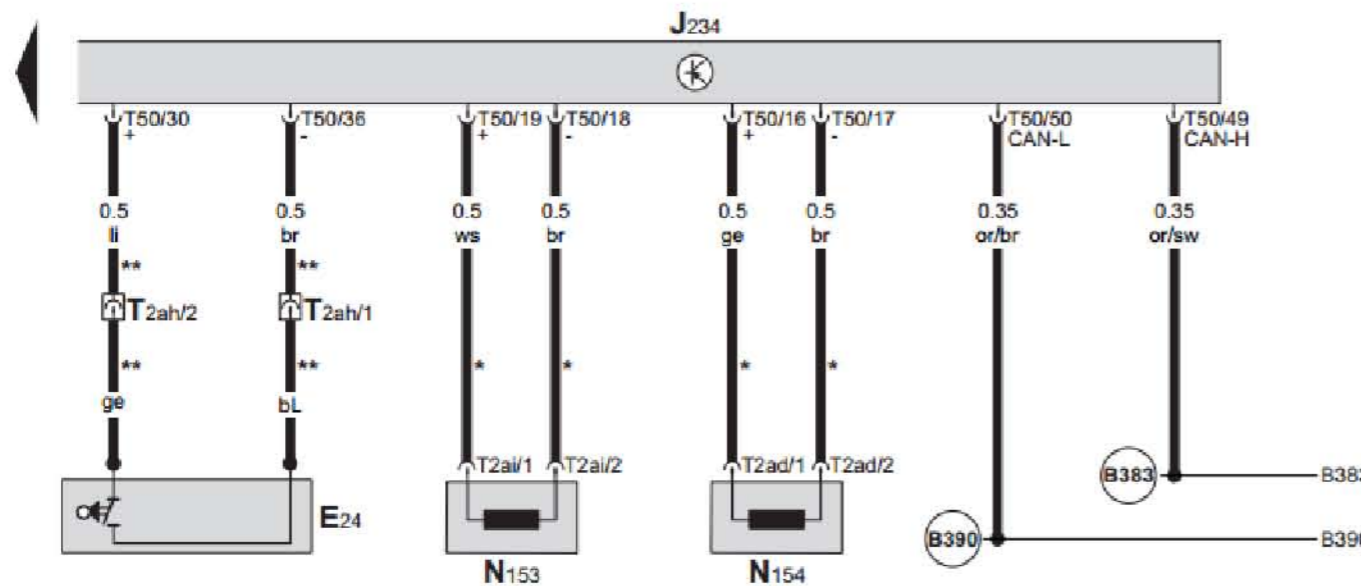 J234
T50/30 T50/36 T50/19 T50/18 T50/16 T50/17 T50/50 T50/49
+ - + - + - CAN-L CAN-H
0.5 0.5 0.5 0.5 0.5 0.5 0.35 0.35
li br ws br ge br or/br or/sw
** **
T2ah/2 T2ah/1
** ** * * * *
ge bL
T2ai/1 T2ai/2 T2ad/1 T2ad/2
B383 B383
E24
B390 B390
N153 N154